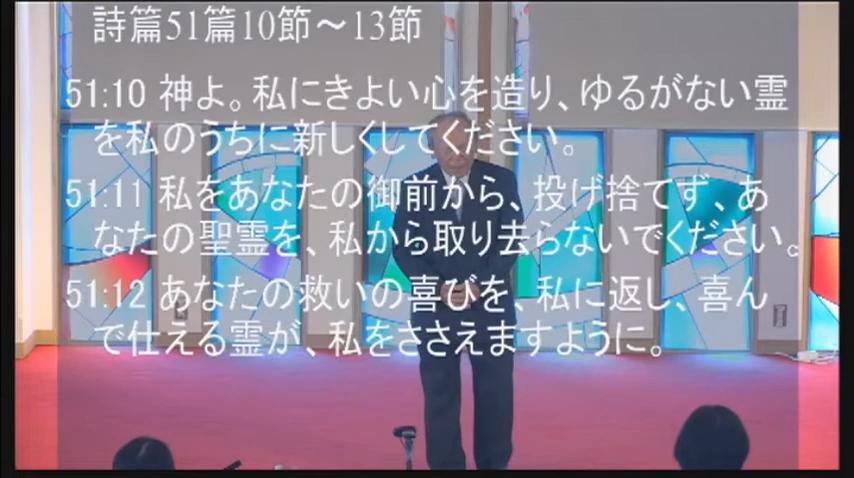 詩篇51篇10節〜13節
51:10 神よ。私にきよい心を造り、ゆるがない霊
を私のうちに新しくしてください。
51:11 私をあなたの御前から、投げ捨てず、あ
なたの聖霊を、私から取り去らないでください。
51:12 あなたの救いの喜びを、私に返し、喜ん
で仕える霊が、私をささえますように。